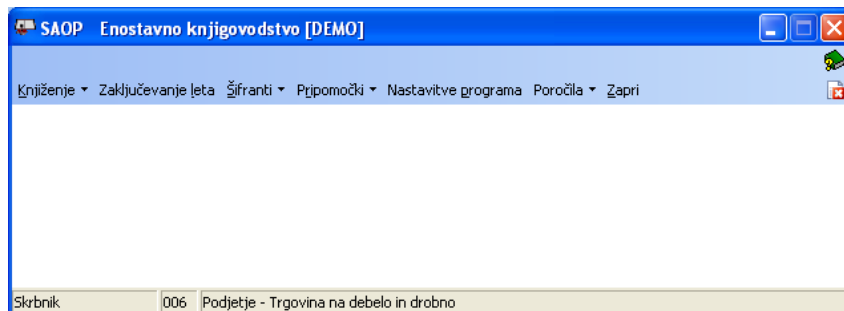 SAOP Enostavno knjigovodstvo [DEMO]
Knjiženje Zaključevanje leta Šifranti Pripomočki Nastavitve programa Poročila Zapri
Skrbnik 006 Podjetje - Trgovina na debelo in drobno